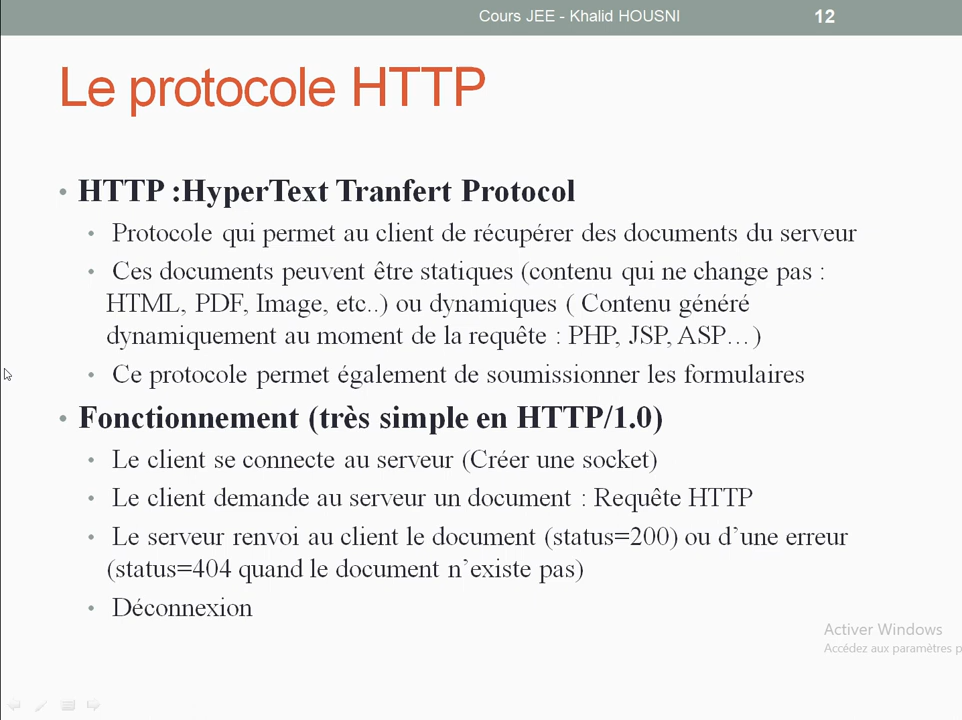 Cours JEE - Khalid HOUSNI
12
Le protocole HTTP
• HTTP :HyperText Tranfert Protocol
• Protocole qui permet au client de récupérer des documents du serveur
• Ces documents peuvent être statiques (contenu qui ne change pas :
HTML, PDF, Image, etc..) ou dynamiques ( Contenu généré
dynamiquement au moment de la requête : PHP, JSP, ASP…)
• Ce protocole permet également de soumissionner les formulaires
• Fonctionnement (très simple en HTTP/1.0)
• Le client se connecte au serveur (Créer une socket)
• Le client demande au serveur un document : Requête HTTP
• Le serveur renvoi au client le document (status=200) ou d’une erreur
(status=404 quand le document n’existe pas)
• Déconnexion
Activer Windows
Accédez aux paramètres p